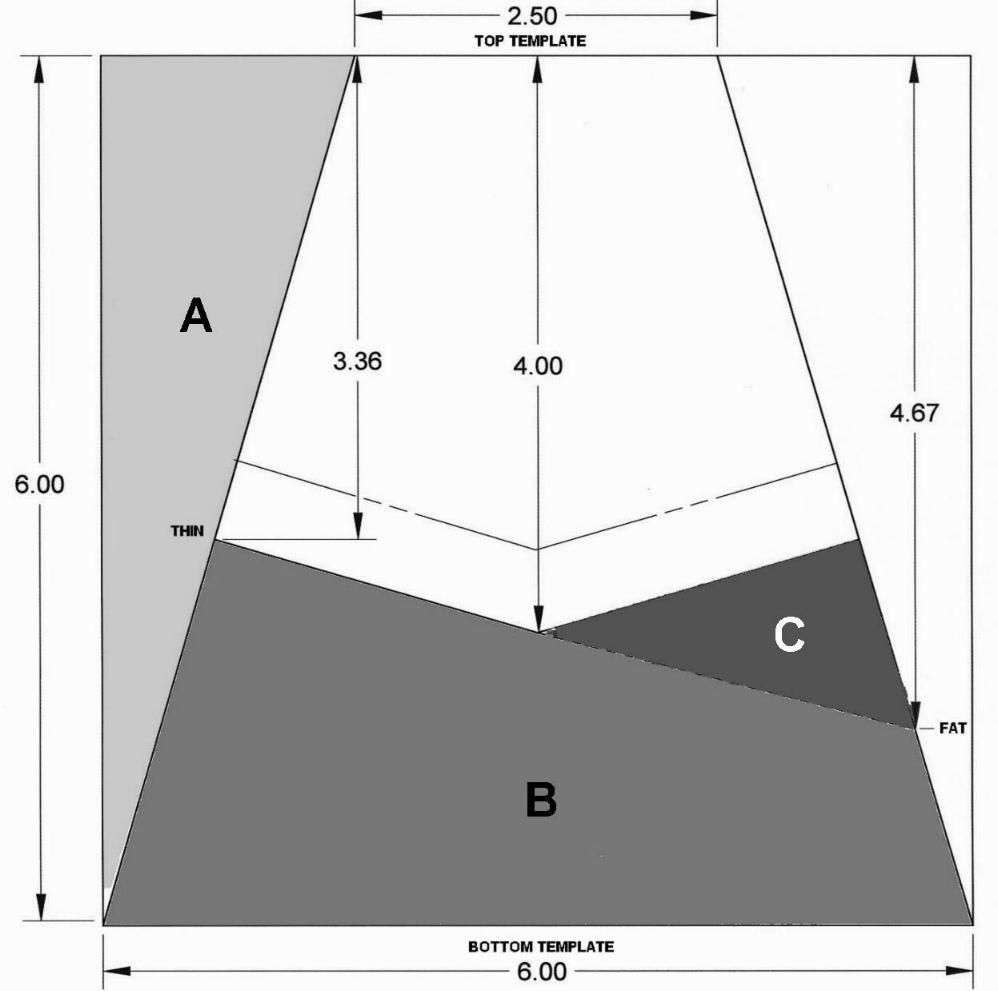 2.50
TOP TEMPLATE
A
3.36
4.00
4.67
6.00
THIN
C
FAT
B
BOTTOM TEMPLATE
6.00